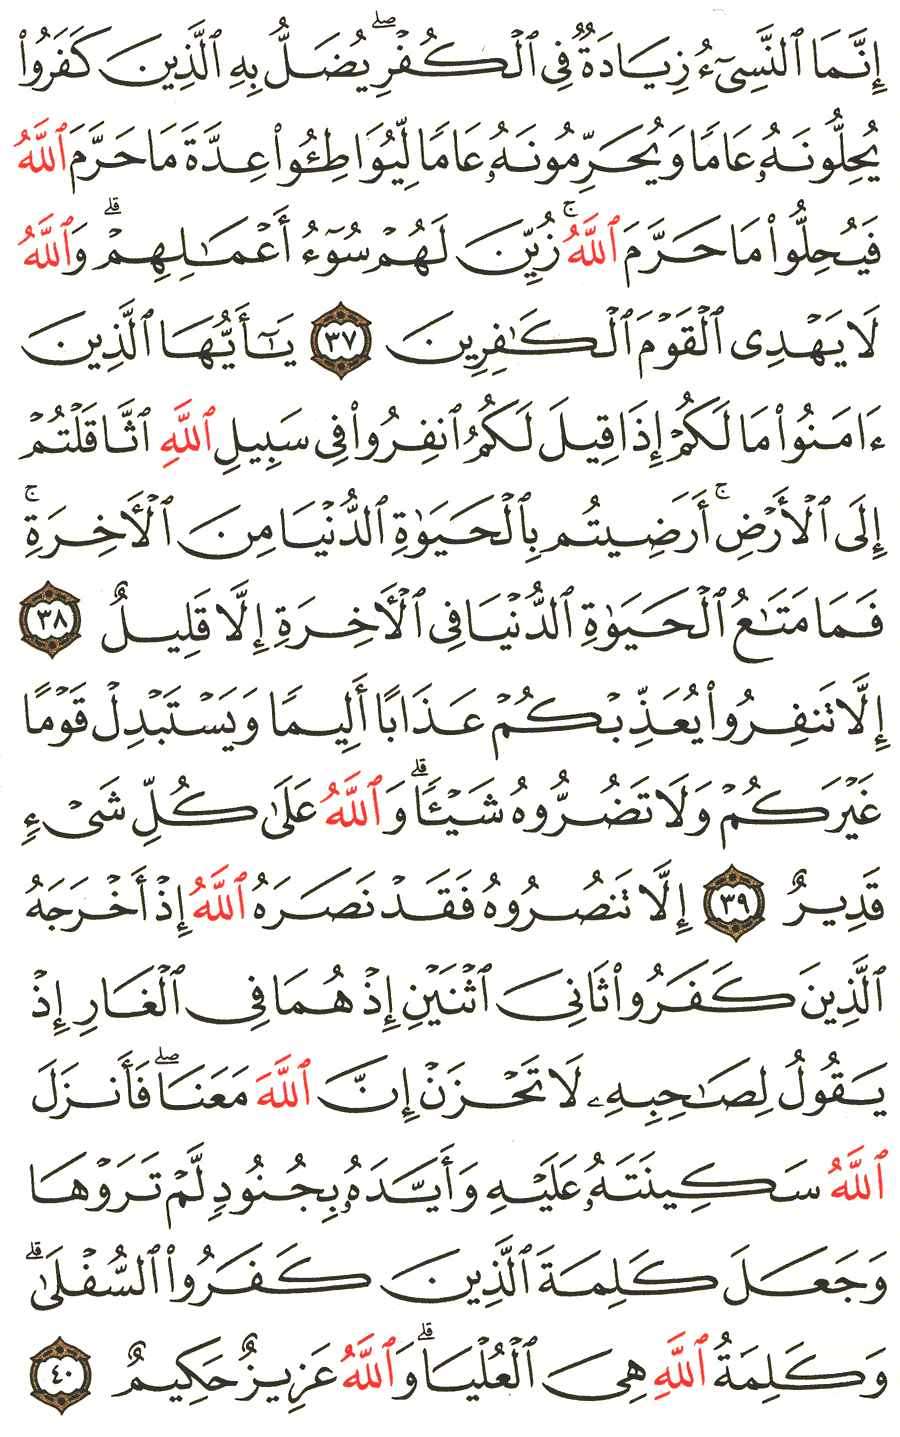 إِنَّمَا ٱلنَّسِىٓءُ زِيَادَةٌ فِى ٱلْكُفْرِ ۖ يُضَلُّ بِهِ ٱلَّذِينَ كَفَرُوا۟
يُحِلُّونَهُۥ عَامًا وَيُحَرِّمُونَهُۥ عَامًا لِّيُوَاطِـُٔوا۟ عِدَّةَ مَا حَرَّمَ ٱللَّهُ
فَيُحِلُّوا۟ مَا حَرَّمَ ٱللَّهُ ۚ زُيِّنَ لَهُمْ سُوٓءُ أَعْمَـٰلِهِمْ ۗ وَٱللَّهُ
لَا يَهْدِى ٱلْقَوْمَ ٱلْكَـٰفِرِينَ ٣٧ يَـٰٓأَيُّهَا ٱلَّذِينَ
ءَامَنُوا۟ مَا لَكُمْ إِذَا قِيلَ لَكُمُ ٱنفِرُوا۟ فِى سَبِيلِ ٱللَّهِ ٱثَّاقَلْتُمْ
إِلَى ٱلْأَرْضِ ۚ أَرَضِيتُم بِٱلْحَيَوٰةِ ٱلدُّنْيَا مِنَ ٱلْأَخِرَةِ ۚ
فَمَا مَتَـٰعُ ٱلْحَيَوٰةِ ٱلدُّنْيَا فِى ٱلْأَخِرَةِ إِلَّا قَلِيلٌ ٣٨
إِلَّا تَنفِرُوا۟ يُعَذِّبْكُمْ عَذَابًا أَلِيمًا وَيَسْتَبْدِلْ قَوْمًا
غَيْرَكُمْ وَلَا تَضُرُّوهُ شَيْـًٔا ۗ وَٱللَّهُ عَلَىٰ كُلِّ شَىْءٍ
قَدِيرٌ ٣٩ إِلَّا تَنصُرُوهُ فَقَدْ نَصَرَهُ ٱللَّهُ إِذْ أَخْرَجَهُ
ٱلَّذِينَ كَفَرُوا۟ ثَانِىَ ٱثْنَيْنِ إِذْ هُمَا فِى ٱلْغَارِ إِذْ
يَقُولُ لِصَـٰحِبِهِۦ لَا تَحْزَنْ إِنَّ ٱللَّهَ مَعَنَا ۖ فَأَنزَلَ
ٱللَّهُ سَكِينَتَهُۥ عَلَيْهِ وَأَيَّدَهُۥ بِجُنُودٍ لَّمْ تَرَوْهَا
وَجَعَلَ كَلِمَةَ ٱلَّذِينَ كَفَرُوا۟ ٱلسُّفْلَىٰ ۗ
وَكَلِمَةُ ٱللَّهِ هِىَ ٱلْعُلْيَا ۗ وَٱللَّهُ عَزِيزٌ حَكِيمٌ ٤٠